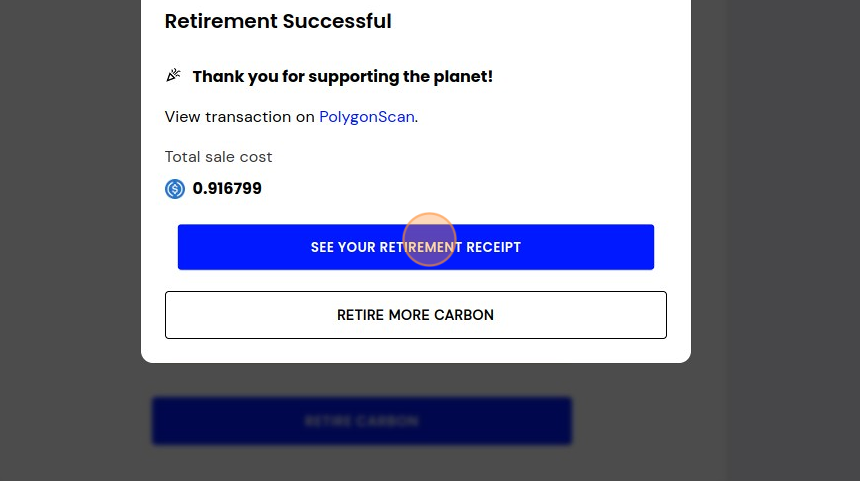 Retirement Successful
Thank you for supporting the planet!
View transaction on PolygonScan.
Total sale cost
0.916799
SEE YOUR RETIREMENT RECEIPT
RETIRE MORE CARBON
RETIRE CARBON